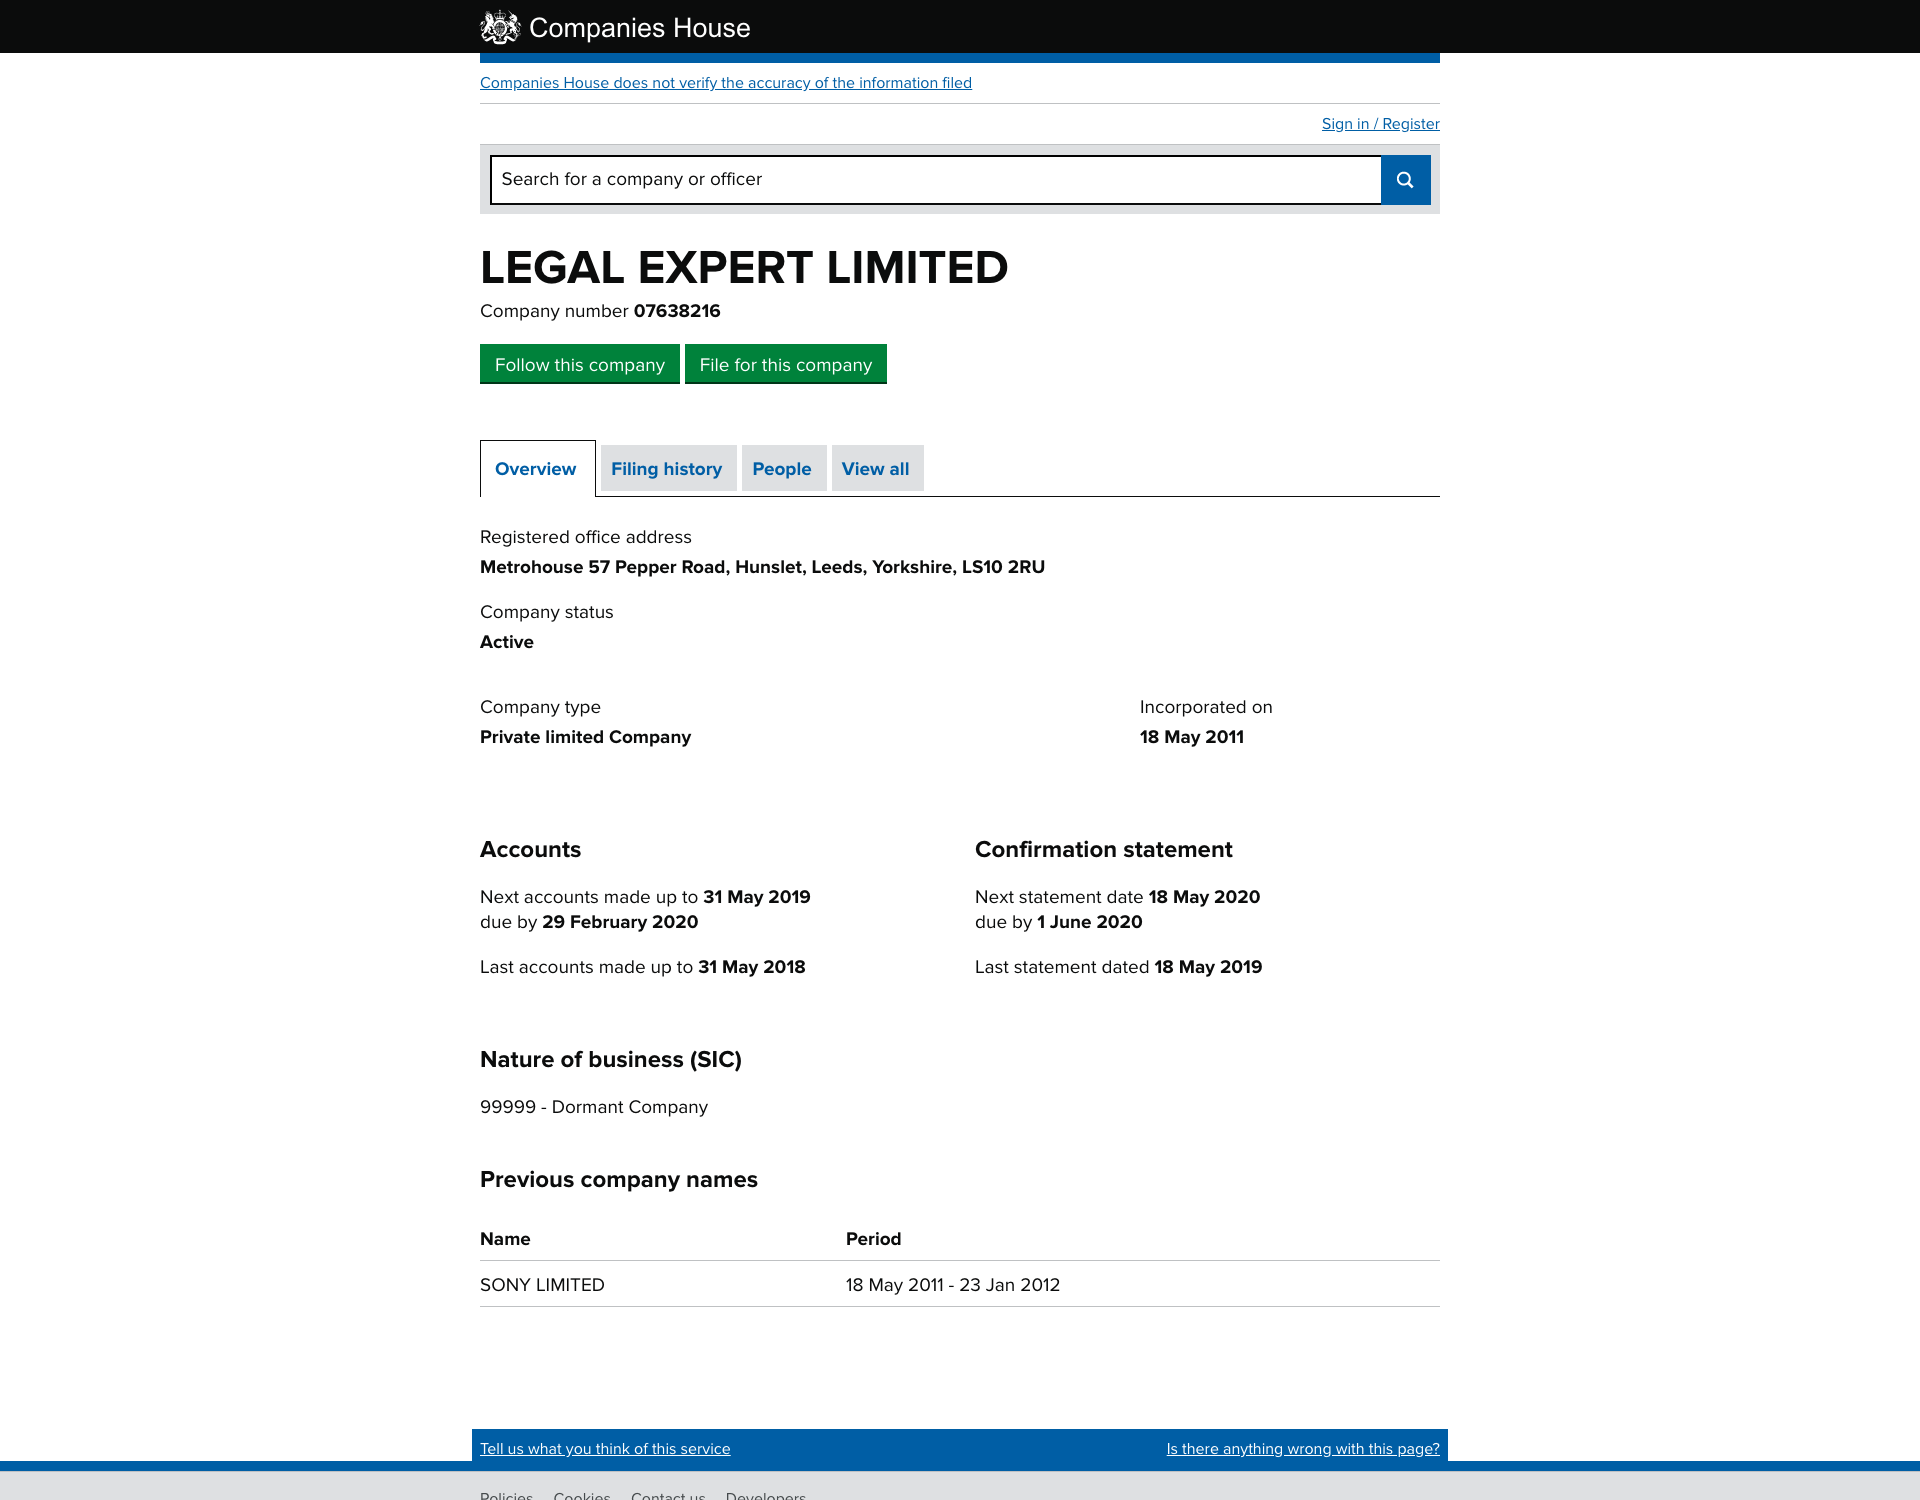 Companies House
Companies House does not verify the accuracy of the information filed
Sign in / Register
Search for a company or officer
LEGAL EXPERT LIMITED
Company number 07638216
Follow this company File for this company
Overview Filing history People View all
Registered office address
Metrohouse 57 Pepper Road, Hunslet, Leeds, Yorkshire, LS10 2RU
Company status
Active
Company type Incorporated on
Private limited Company 18 May 2011
Accounts
Next accounts made up to 31 May 2019
due by 29 February 2020
Last accounts made up to 31 May 2018
Confirmation statement
Next statement date 18 May 2020
due by 1 June 2020
Last statement dated 18 May 2019
Nature of business (SIC)
99999 - Dormant Company
Previous company names
Name Period
SONY LIMITED 18 May 2011 - 23 Jan 2012
Tell us what you think of this service Is there anything wrong with this page?
Policies Cookies Contact us Developers